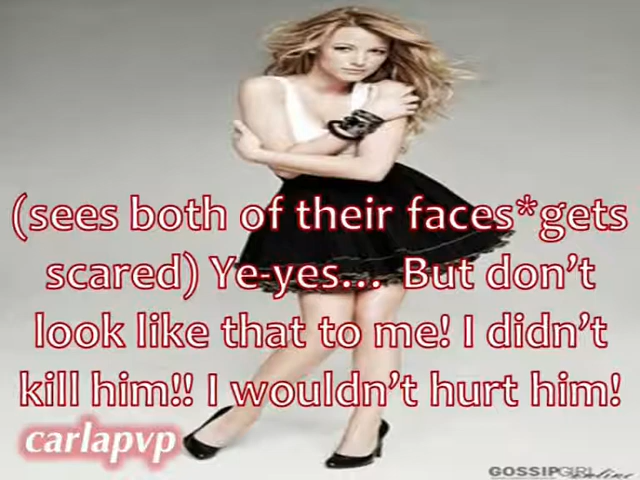 (sees both of their faces*gets
scared) Ye-yes... But don't
look like that to me! I didn't
kill him!! I wouldn't hurt him!
carlapvp
GOSSIPGIRL online